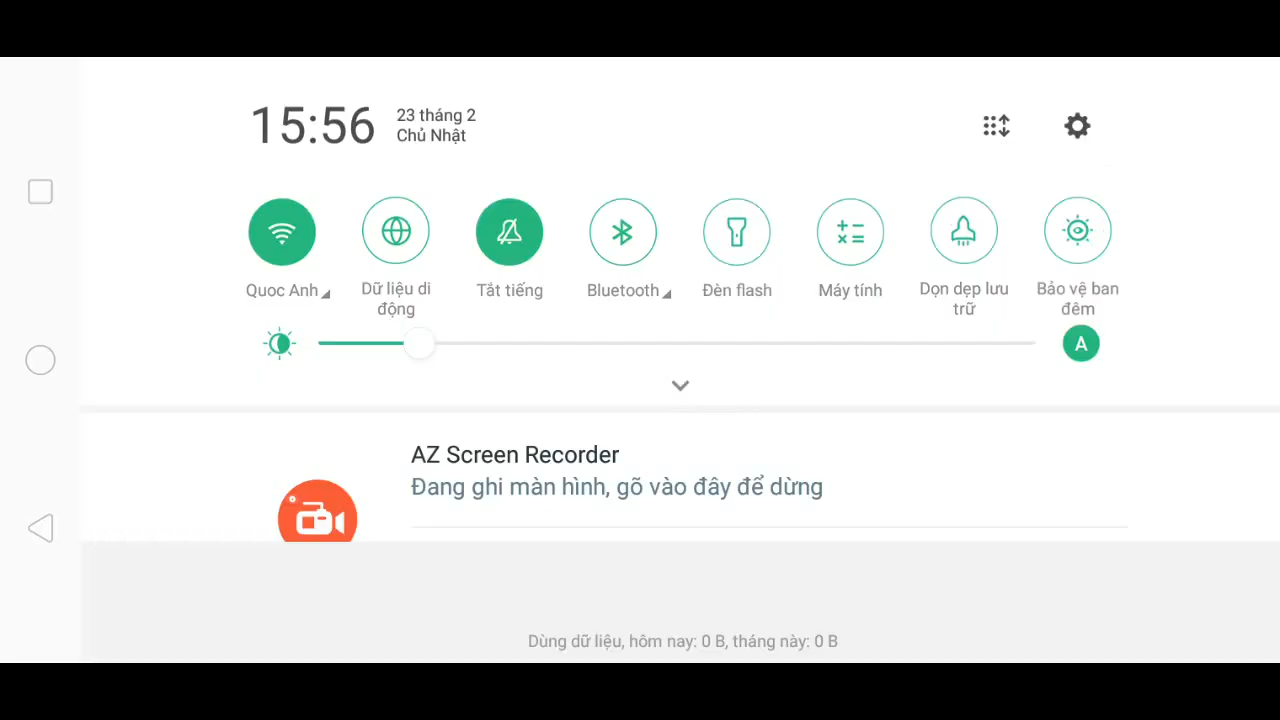 15:56
23 tháng 2
Chủ Nhật
Quoc Anh
Dữ liệu di
động
Tắt tiếng
Bluetooth
Đèn flash
Máy tính
Dọn dẹp lưu
trữ
Bảo vệ ban
đêm
A
AZ Screen Recorder
Đang ghi màn hình, gõ vào đây để dừng
Dùng dữ liệu, hôm nay: 0 B, tháng này: 0 B